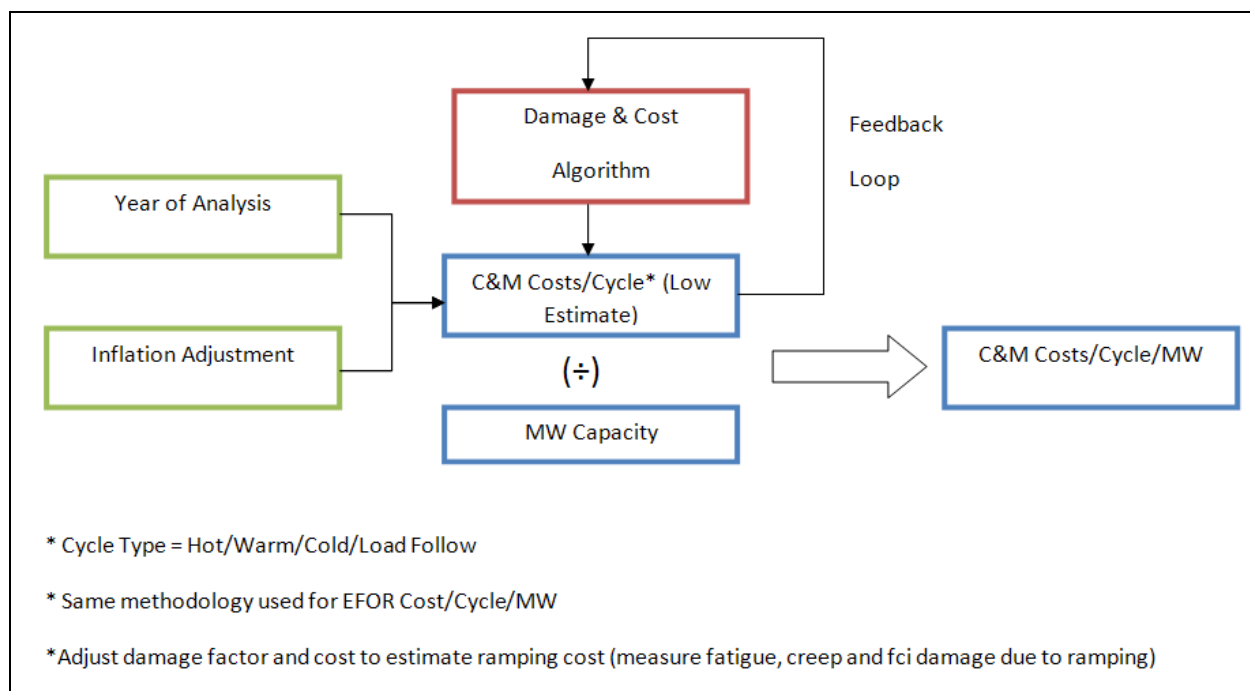 Damage & Cost
Algorithm
Feedback
Loop
Year of Analysis
C&M Costs/Cycle* (Low
Estimate)
Inflation Adjustment
(÷)
C&M Costs/Cycle/MW
MW Capacity
* Cycle Type = Hot/Warm/Cold/Load Follow
* Same methodology used for EFOR Cost/Cycle/MW
*Adjust damage factor and cost to estimate ramping cost (measure fatigue, creep and fci damage due to ramping)